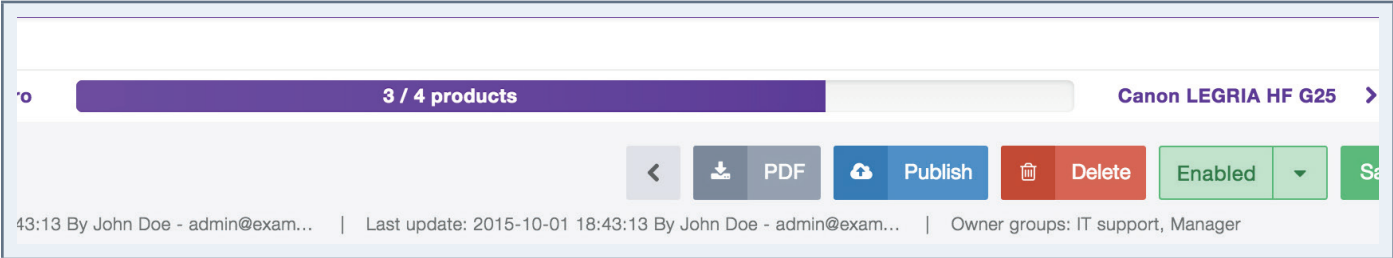 ro 3 / 4 products Canon LEGRIA HF G25
PDF Publish Delete Enabled Sa
43:13 By John Doe - admin@exam... | Last update: 2015-10-01 18:43:13 By John Doe - admin@exam... | Owner groups: IT support, Manager